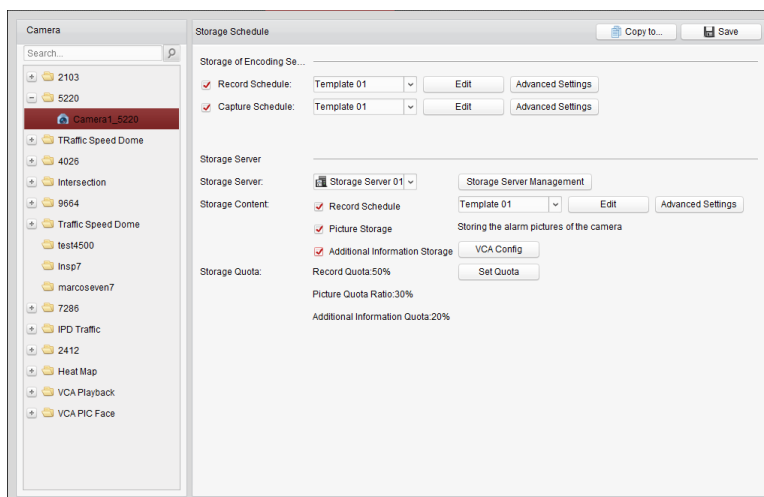 Camera
Search...
2103
5220
Camera1_5220
TRaffic Speed Dome
4026
Intersection
9664
Traffic Speed Dome
test4500
Insp7
marcoseven7
7286
IPD Traffic
2412
Heat Map
VCA Playback
VCA PIC Face
Storage Schedule
Copy to...
Save
Storage of Encoding Se...
Record Schedule: Template 01 Edit Advanced Settings
Capture Schedule: Template 01 Edit Advanced Settings
Storage Server
Storage Server: Storage Server 01 Storage Server Management
Storage Content: Record Schedule Template 01 Edit Advanced Settings
Picture Storage Storing the alarm pictures of the camera
Additional Information Storage VCA Config
Storage Quota: Record Quota:50% Set Quota
Picture Quota Ratio:30%
Additional Information Quota:20%